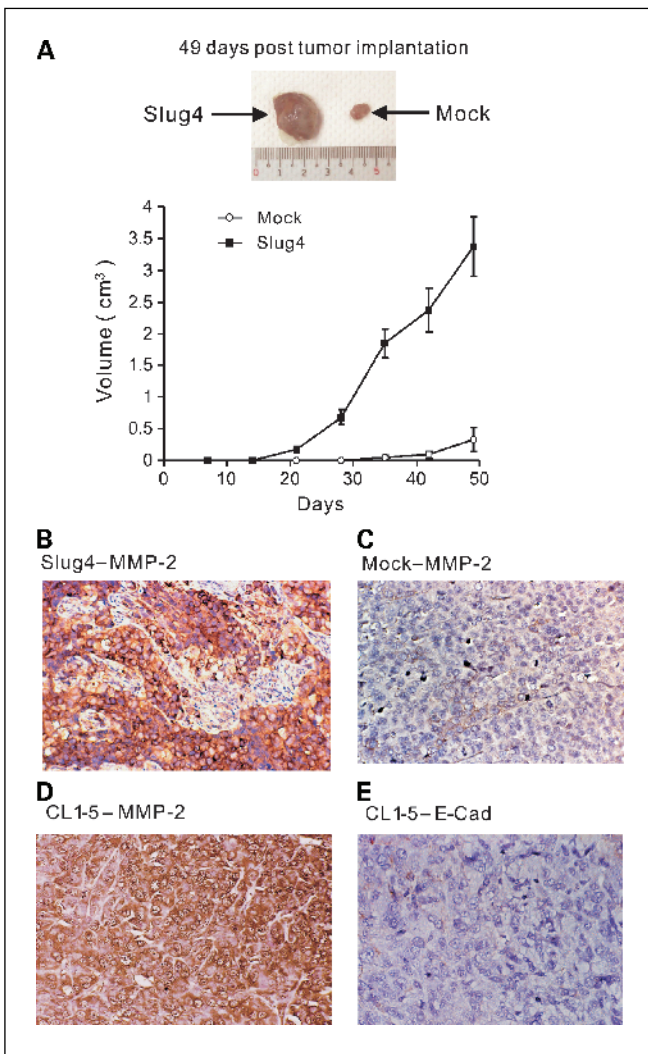 A
49 days post tumor implantation
Slug4
Mock
0 1 2 3 4 5
Mock
Slug4
Volume ( cm³ )
4
3.5
3
2.5
2
1.5
1
0.5
0
0 10 20 30 40 50
Days
B
Slug4–MMP-2
C
Mock–MMP-2
D
CL1-5–MMP-2
E
CL1-5–E-Cad